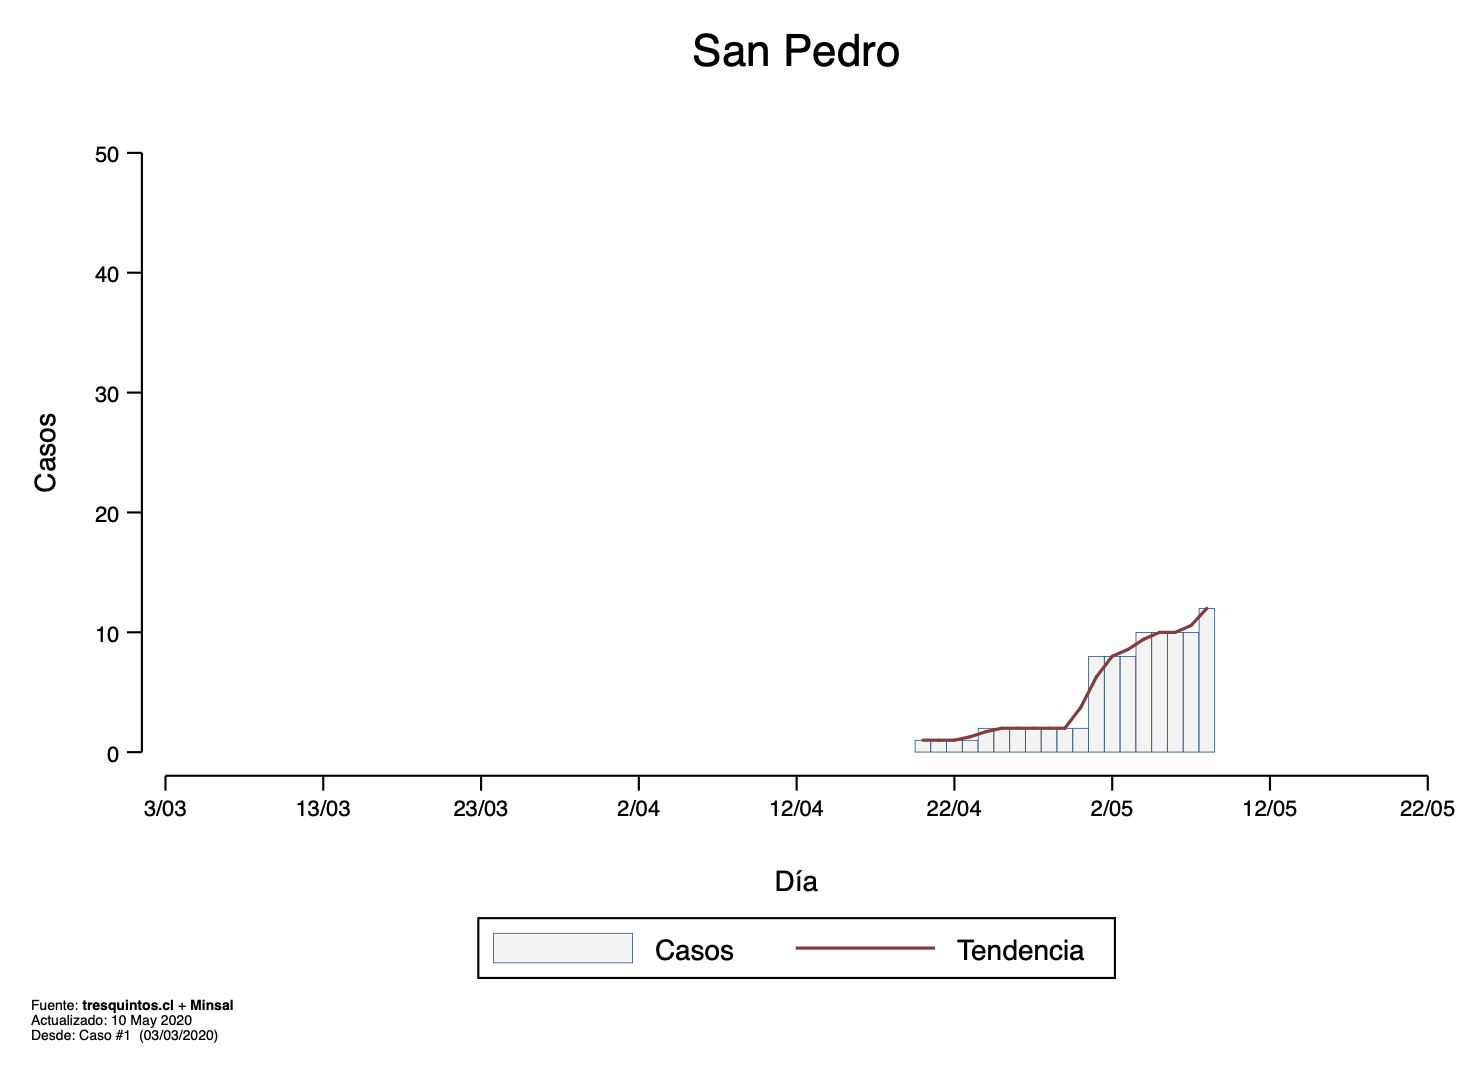 San Pedro
50
40
30
20
10
0
Casos
3/03 13/03 23/03 2/04 12/04 22/04 2/05 12/05 22/05
Día
Casos Tendencia
Fuente: tresquintos.cl + Minsal
Actualizado: 10 May 2020
Desde: Caso #1 (03/03/2020)